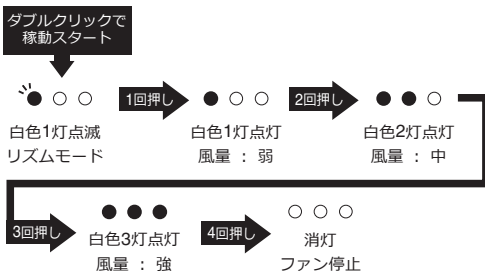 ダブルクリックで
稼動スタート
1回押し
2回押し
白色1灯点滅
リズムモード
白色1灯点灯
風量 : 弱
白色2灯点灯
風量 : 中
3回押し
4回押し
白色3灯点灯
風量 : 強
消灯
ファン停止